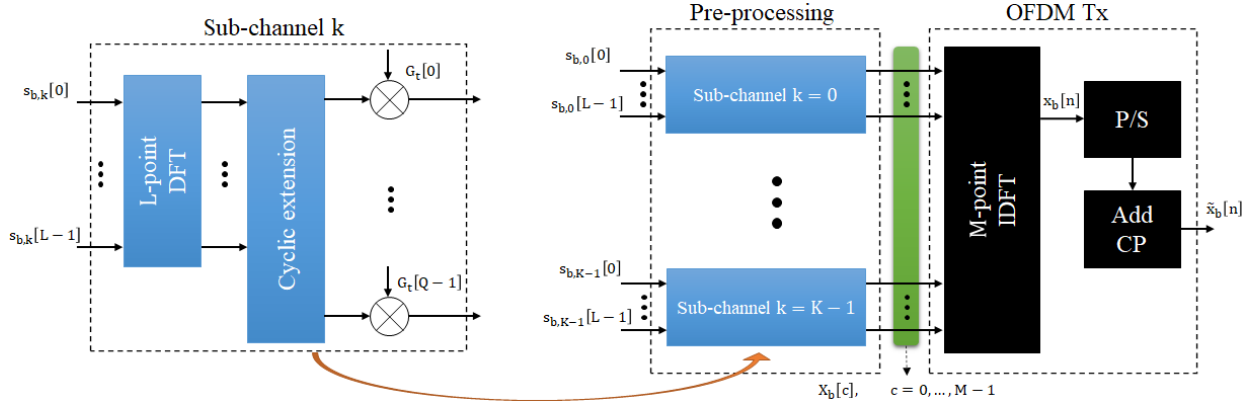 Sub-channel k
s_{b,k}[0]
s_{b,k}[L−1]
L-point
DFT
Cyclic extension
G_t[0]
G_t[Q−1]
Pre-processing
s_{b,0}[0]
s_{b,0}[L−1]
Sub-channel k = 0
s_{b,K−1}[0]
s_{b,K−1}[L−1]
Sub-channel k = K−1
X_b[c], c = 0, ..., M−1
OFDM Tx
M-point
IDFT
x_b[n]
P/S
Add
CP
x̃_b[n]